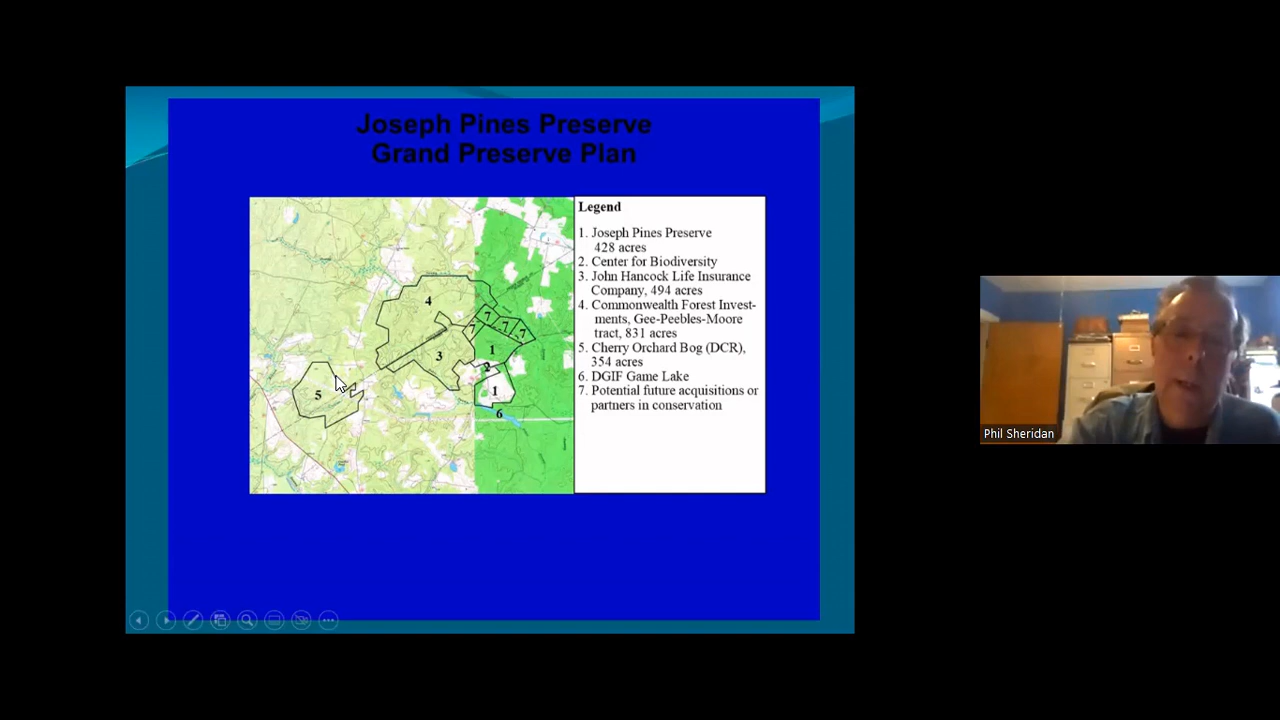 Joseph Pines Preserve
Grand Preserve Plan
Legend
1. Joseph Pines Preserve
428 acres
2. Center for Biodiversity
3. John Hancock Life Insurance
Company, 494 acres
4. Commonwealth Forest Invest-
ments, Gee-Peebles-Moore
tract, 831 acres
5. Cherry Orchard Bog (DCR),
354 acres
6. DGIF Game Lake
7. Potential future acquisitions or
partners in conservation
4
7
7
7
7
3
1
2
5
1
6
Phil Sheridan